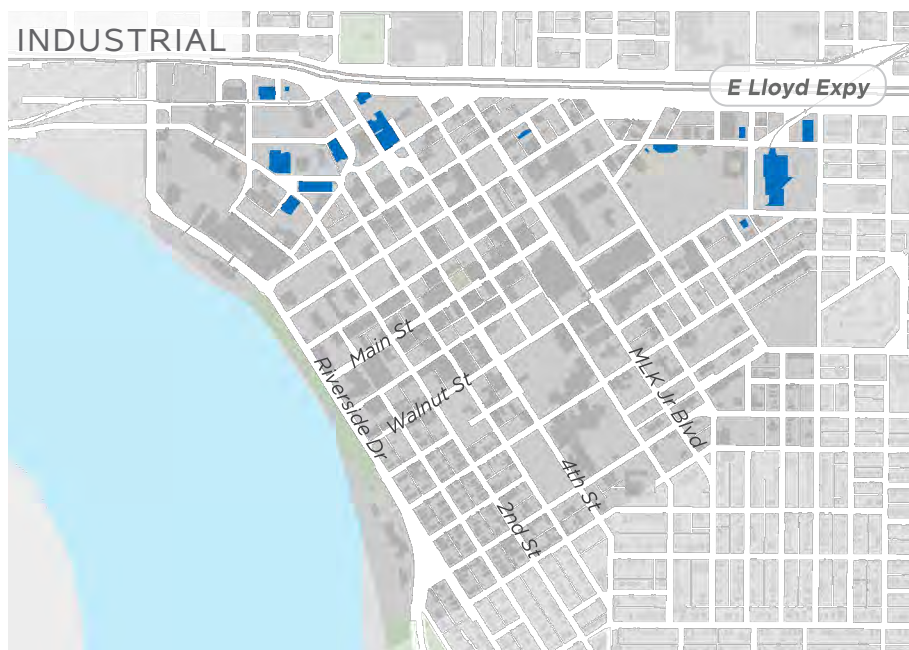 INDUSTRIAL
E Lloyd Expy
Main St
Riverside Dr
Walnut St
MLK Jr Blvd
4th St
2nd St